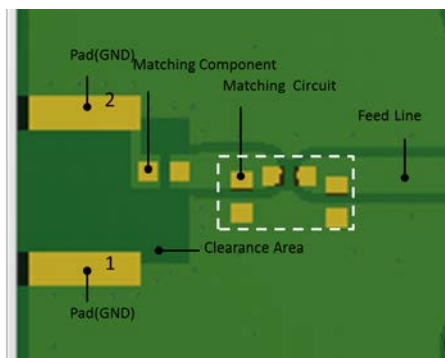 Pad(GND)
Matching Component
Matching Circuit
2
Feed Line
Clearance Area
1
Pad(GND)